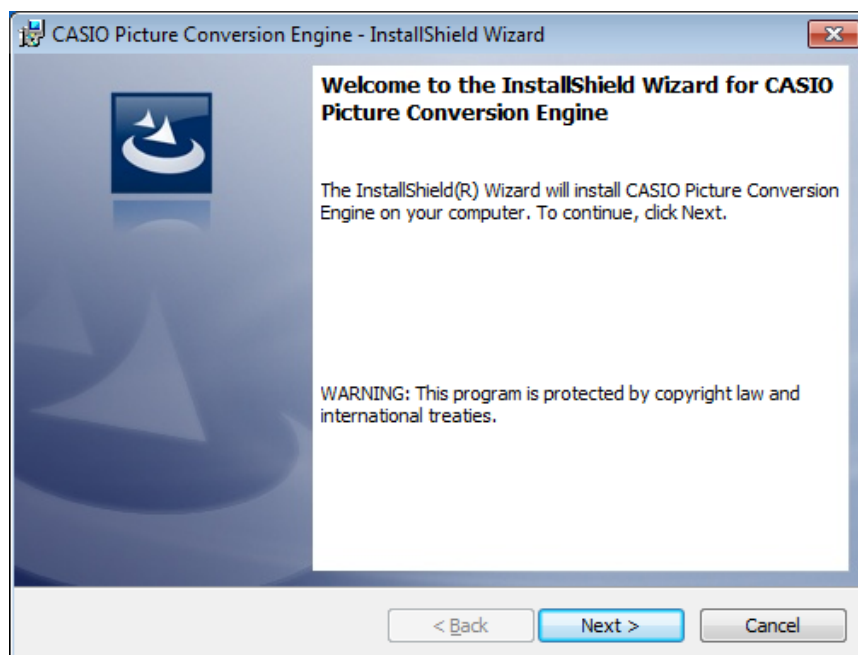 CASIO Picture Conversion Engine - InstallShield Wizard
Welcome to the InstallShield Wizard for CASIO
Picture Conversion Engine
The InstallShield(R) Wizard will install CASIO Picture Conversion
Engine on your computer. To continue, click Next.
WARNING: This program is protected by copyright law and
international treaties.
< Back
Next >
Cancel